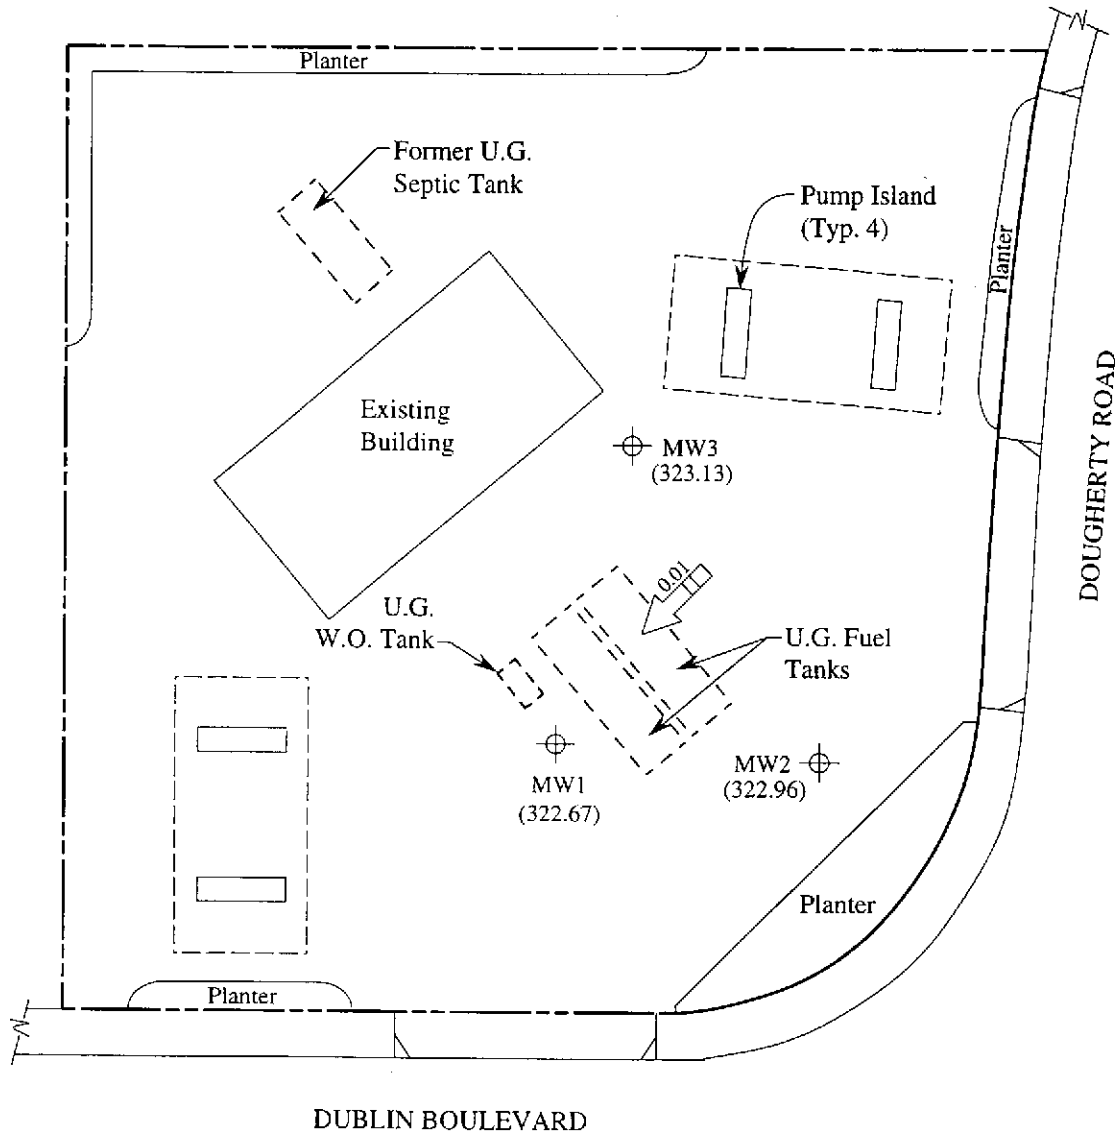 Planter
Former U.G.
Septic Tank
Pump Island
(Typ. 4)
Planter
Existing
Building
MW3
(323.13)
DOUGHERTY ROAD
0.01
U.G.
W.O. Tank
U.G. Fuel
Tanks
MW1
(322.67)
MW2
(322.96)
Planter
Planter
DUBLIN BOULEVARD